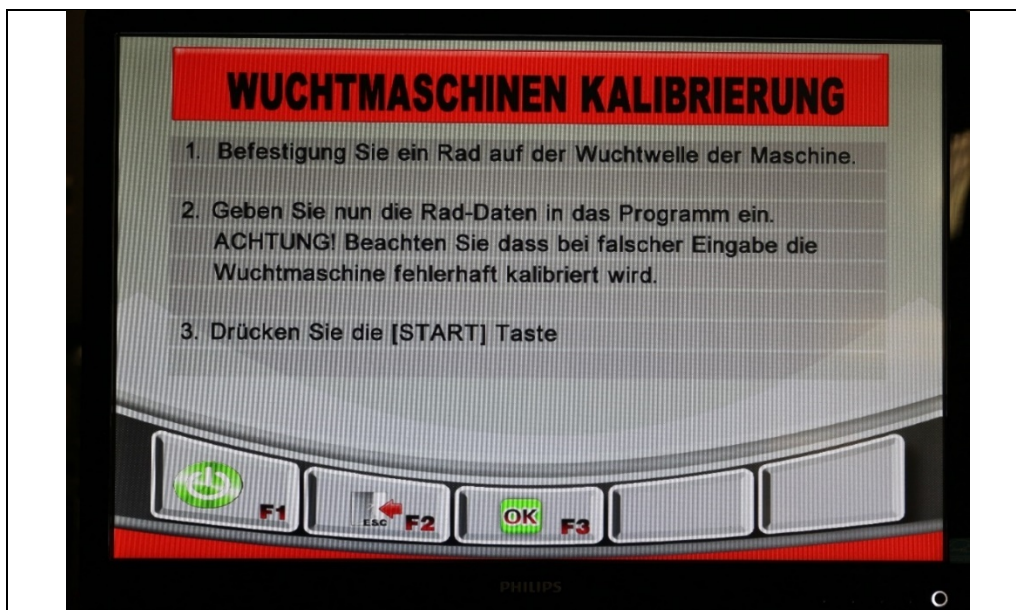 WUCHTMASCHINEN KALIBRIERUNG
1. Befestigung Sie ein Rad auf der Wuchtwelle der Maschine.
2. Geben Sie nun die Rad-Daten in das Programm ein.
ACHTUNG! Beachten Sie dass bei falscher Eingabe die
Wuchtmaschine fehlerhaft kalibriert wird.
3. Drücken Sie die [START] Taste
F1
ESC F2
OK F3
PHILIPS